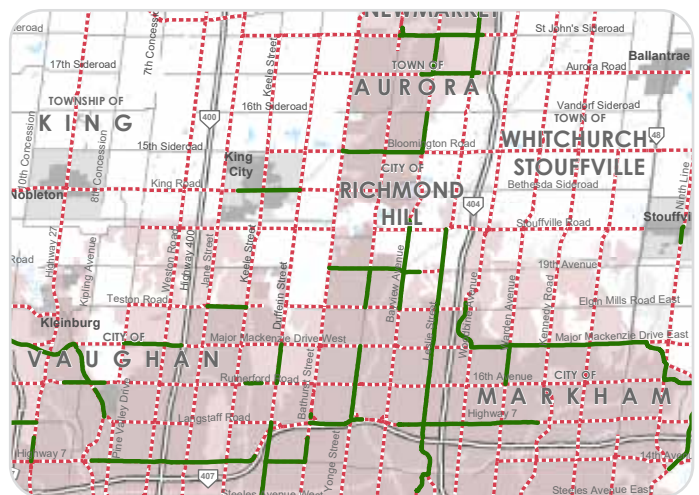 NEWMARKET
St John's Sideroad
7th Concess
17th Sideroad
Keele Street
TOWN OF
AURORA
Aurora Road
Ballantrae
TOWNSHIP OF
KING
16th Sideroad
400
Vandorf Sideroad
TOWN OF
WHITCHURCH
STOUFFVILLE
48
10th Concession
8th Concession
15th Sideroad
Bloomington Road
King
City
CITY OF
RICHMOND
HILL
Nobleton
King Road
Bethesda Sideroad
Ninth Line
404
Stouffville Road
Stouffvi
Road
Highway 27
Kipling Avenue
Weston Road
Highway 400
Jane Street
Keele Street
Dufferin Street
Bayview Avenue
19th Avenue
Teston Road
Leslie Street
Woodbine Avenue
Warden Avenue
Kennedy Road
Elgin Mills Road East
Kleinburg
CITY OF
VAUGHAN
Major Mackenzie Drive West
Major Mackenzie Drive East
Rutherford Road
Bathurst Street
16th Avenue
CITY OF
MARKHAM
Pine Valley Drive
Langstaff Road
Highway 7
Highway 7
Yonge Street
407
14th Ave
Steeles Avenue West
Steeles Avenue East